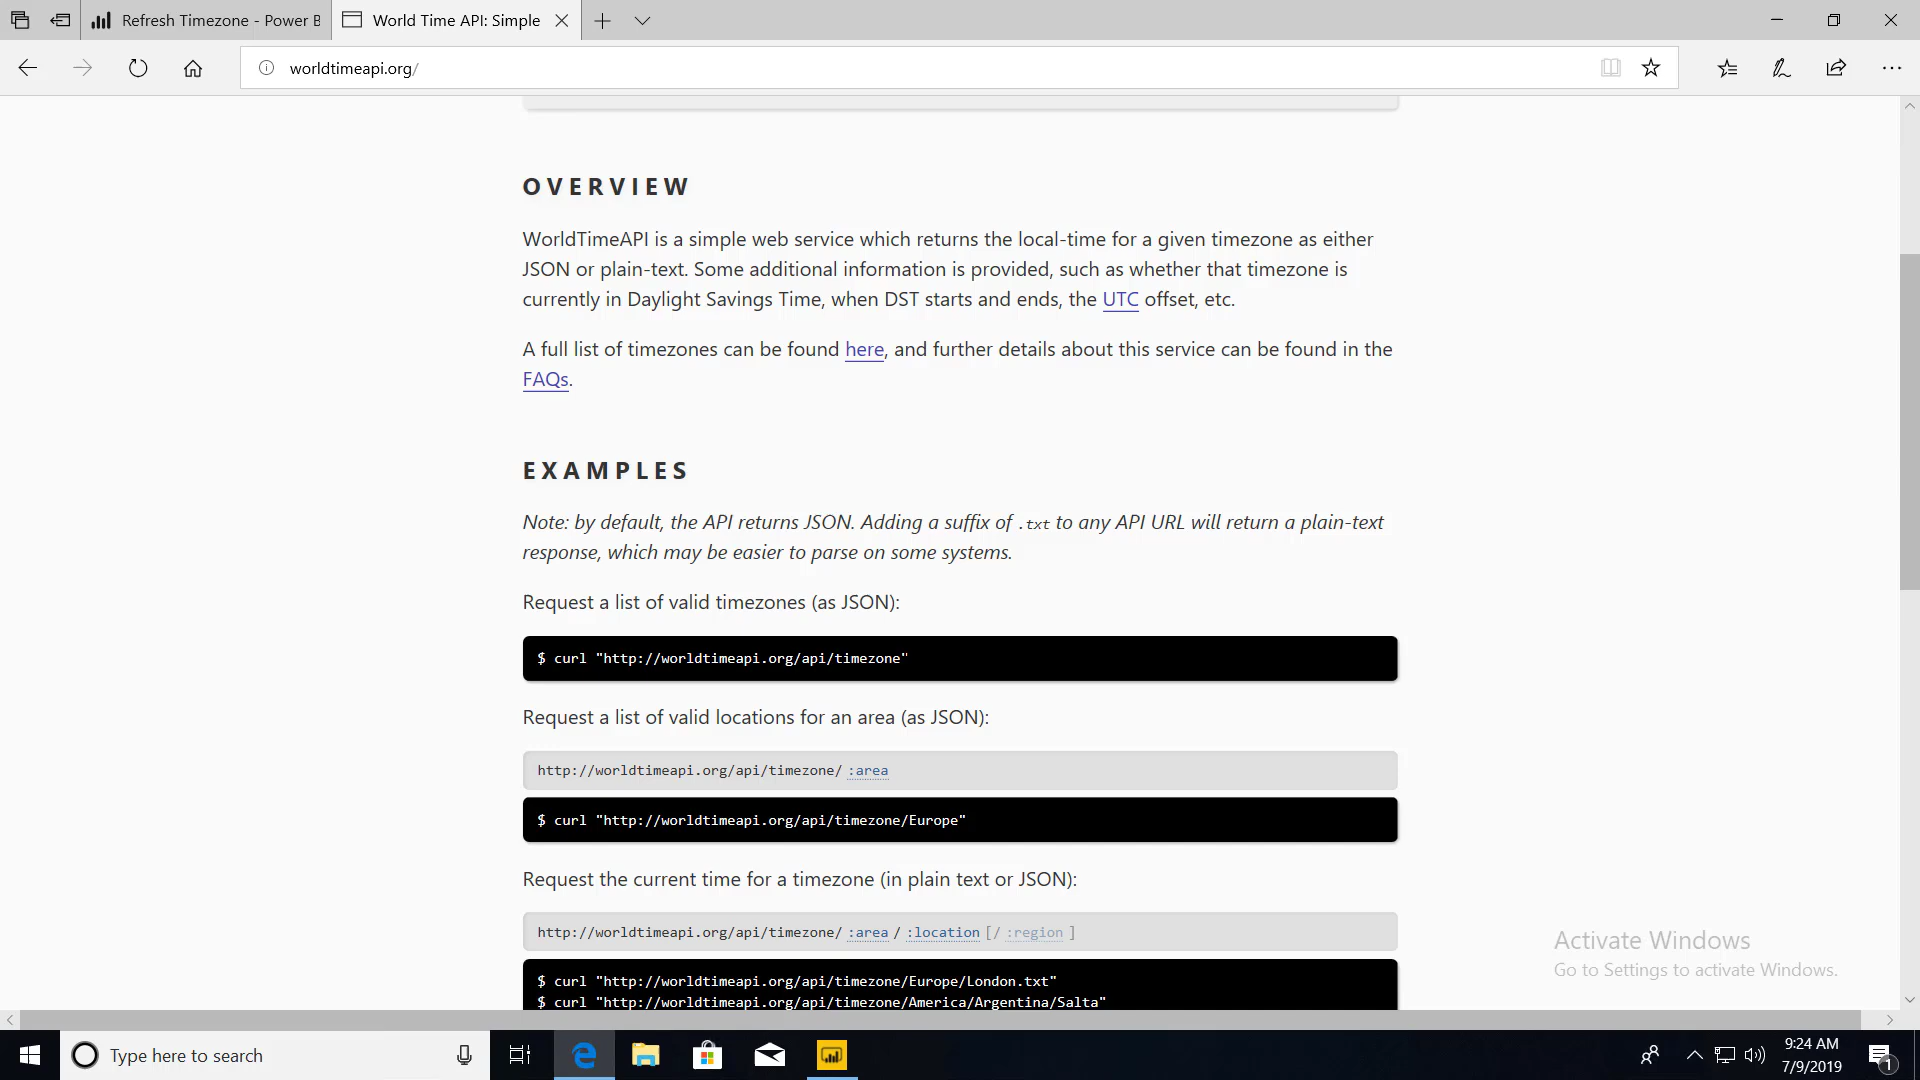 Refresh Timezone - Power B
World Time API: Simple
worldtimeapi.org/
OVERVIEW
WorldTimeAPI is a simple web service which returns the local-time for a given timezone as either
JSON or plain-text. Some additional information is provided, such as whether that timezone is
currently in Daylight Savings Time, when DST starts and ends, the UTC offset, etc.
A full list of timezones can be found here, and further details about this service can be found in the
FAQs.
EXAMPLES
Note: by default, the API returns JSON. Adding a suffix of .txt to any API URL will return a plain-text
response, which may be easier to parse on some systems.
Request a list of valid timezones (as JSON):
$ curl "http://worldtimeapi.org/api/timezone"
Request a list of valid locations for an area (as JSON):
http://worldtimeapi.org/api/timezone/ :area
$ curl "http://worldtimeapi.org/api/timezone/Europe"
Request the current time for a timezone (in plain text or JSON):
http://worldtimeapi.org/api/timezone/ :area / :location [/ :region ]
$ curl "http://worldtimeapi.org/api/timezone/Europe/London.txt"
$ curl "http://worldtimeapi.org/api/timezone/America/Argentina/Salta"
Activate Windows
Go to Settings to activate Windows.
Type here to search
9:24 AM
7/9/2019
1